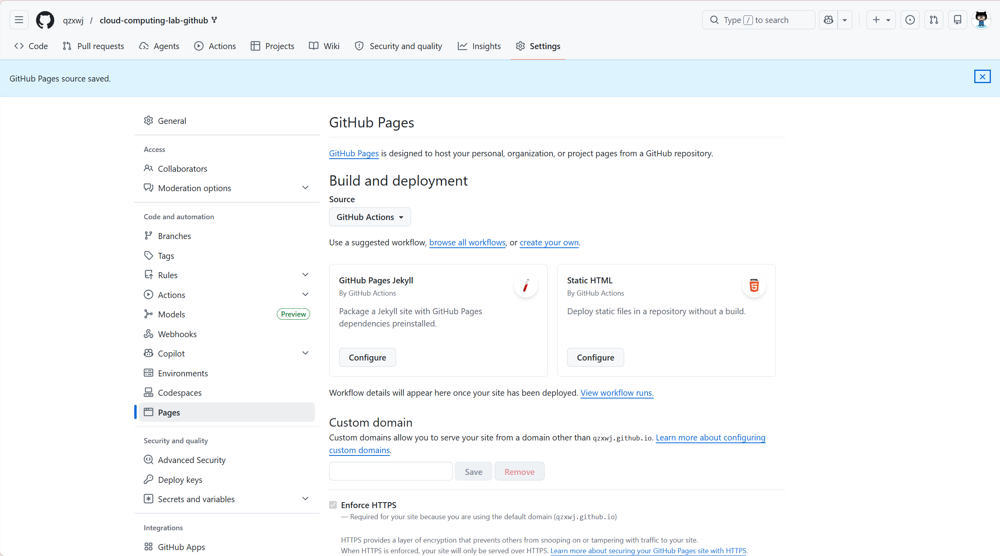 qzxwj / cloud-computing-lab-github
Type / to search
Code Pull requests Agents Actions Projects Wiki Security and quality Insights Settings
GitHub Pages source saved.
General
Access
Collaborators
Moderation options
Code and automation
Branches
Tags
Rules
Actions
Models Preview
Webhooks
Copilot
Environments
Codespaces
Pages
Security and quality
Advanced Security
Deploy keys
Secrets and variables
Integrations
GitHub Apps
GitHub Pages
GitHub Pages is designed to host your personal, organization, or project pages from a GitHub repository.
Build and deployment
Source
GitHub Actions
Use a suggested workflow, browse all workflows, or create your own.
GitHub Pages Jekyll
By GitHub Actions
Package a Jekyll site with GitHub Pages
dependencies preinstalled.
Configure
Static HTML
By GitHub Actions
Deploy static files in a repository without a build.
Configure
HTML
5
Workflow details will appear here once your site has been deployed. View workflow runs.
Custom domain
Custom domains allow you to serve your site from a domain other than qzxwj.github.io. Learn more about configuring
custom domains.
Save Remove
Enforce HTTPS
— Required for your site because you are using the default domain (qzxwj.github.io)
HTTPS provides a layer of encryption that prevents others from snooping on or tampering with traffic to your site.
When HTTPS is enforced, your site will only be served over HTTPS. Learn more about securing your GitHub Pages site with HTTPS.